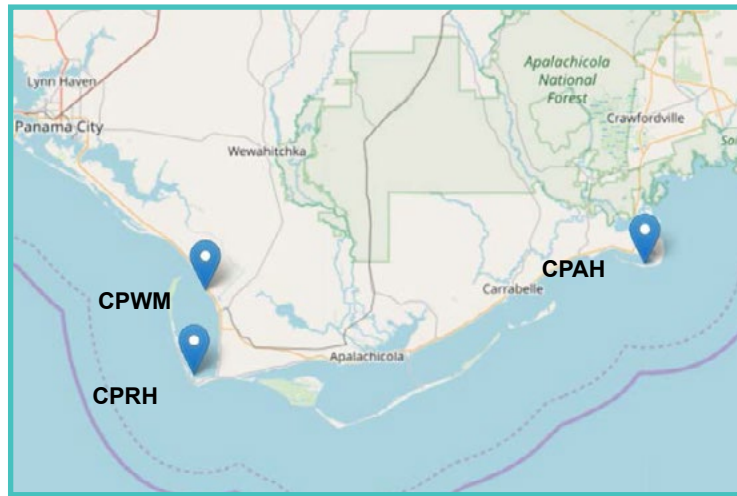 Apalachicola
National
Forest
Lynn Haven
Panama City
Crawfordville
Wewahitchka
CPAH
CPWM
Carrabelle
Apalachicola
CPRH